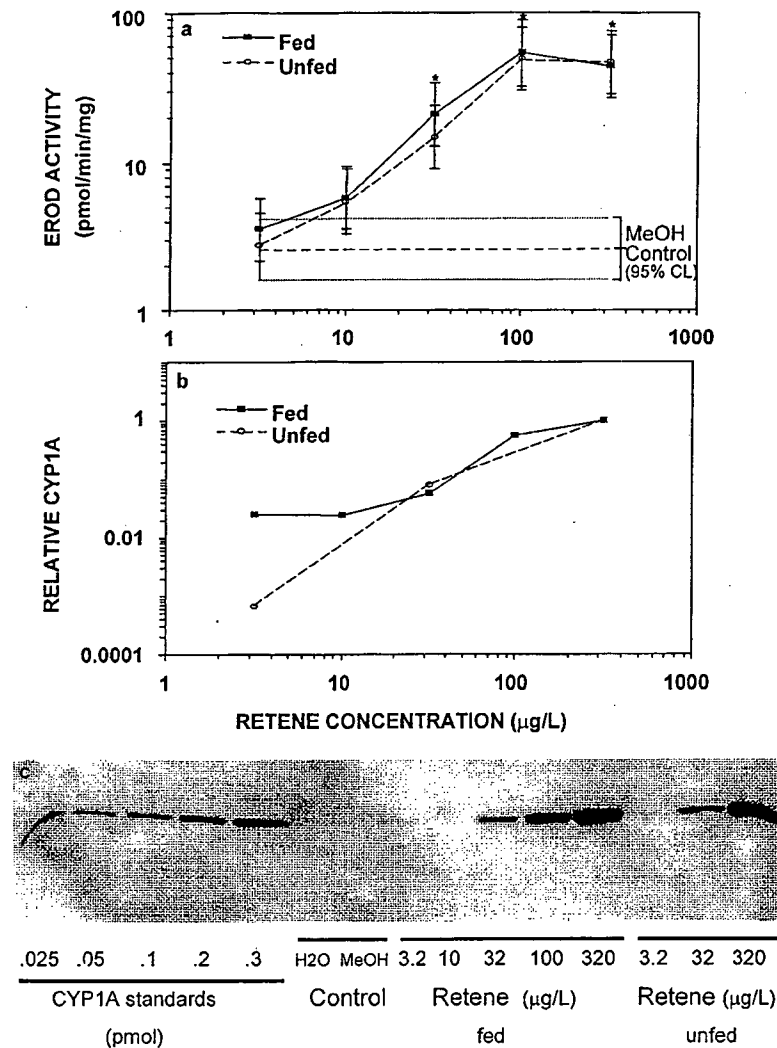 a
Fed
Unfed
EROD ACTIVITY
(pmol/min/mg)
100
10
1
*
*
*
MeOH
Control
(95% CL)
1 10 100 1000
b
Fed
Unfed
RELATIVE CYP1A
1
0.01
0.0001
1 10 100 1000
RETENE CONCENTRATION (µg/L)
c
.025 .05 .1 .2 .3 H2O MeOH 3.2 10 32 100 320 3.2 32 320
CYP1A standards Control Retene (µg/L) Retene (µg/L)
(pmol) fed unfed